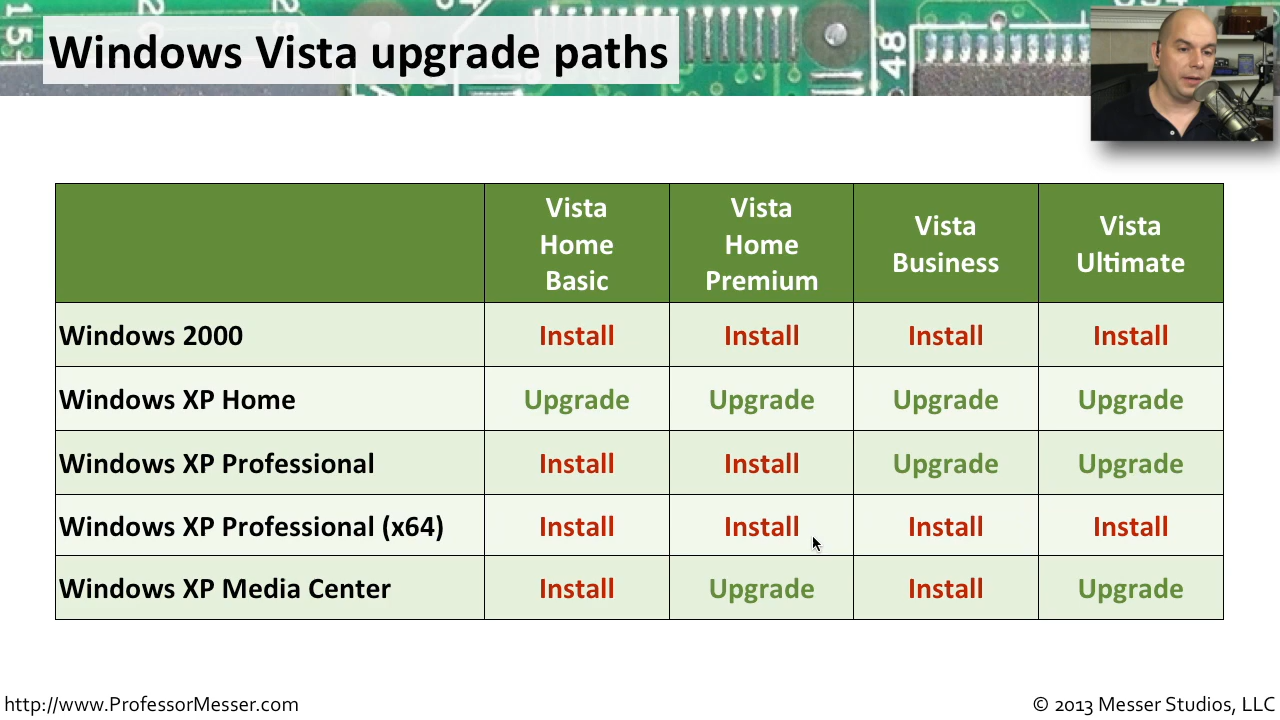 Windows Vista upgrade paths
15-
48
Vista Home Basic
Vista Home Premium
Vista Business
Vista Ultimate
Windows 2000 Install Install Install Install
Windows XP Home Upgrade Upgrade Upgrade Upgrade
Windows XP Professional Install Install Upgrade Upgrade
Windows XP Professional (x64) Install Install Install Install
Windows XP Media Center Install Upgrade Install Upgrade
http://www.ProfessorMesser.com
© 2013 Messer Studios, LLC